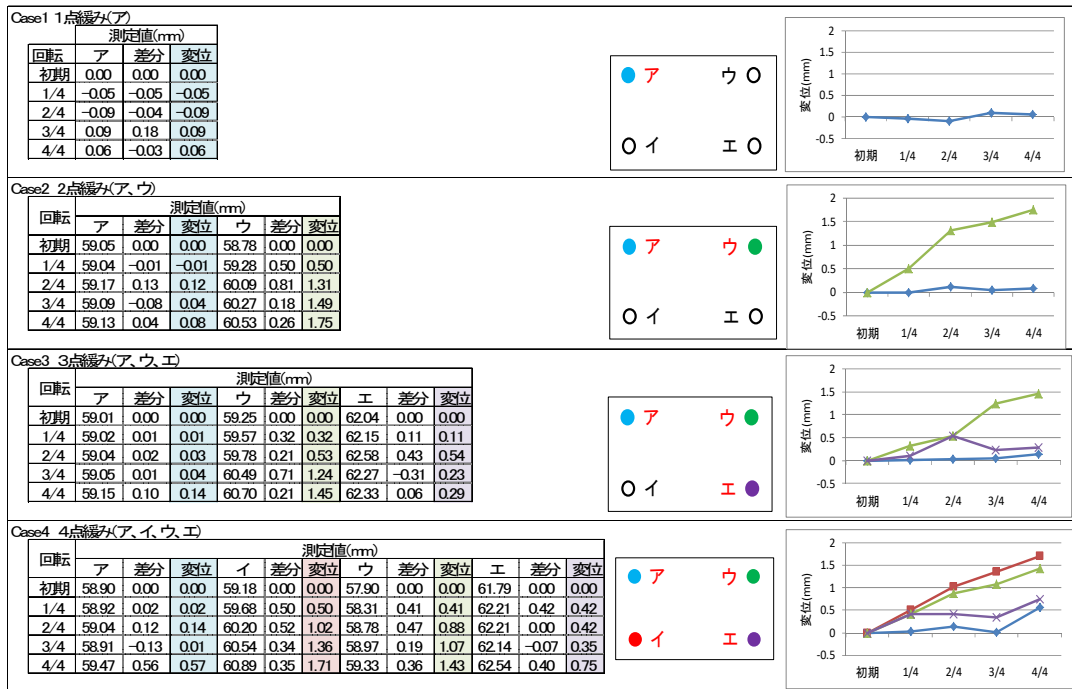 Case1 1点緩み(ア)
測定値(mm)
回転 ア 差分 変位
初期 0.00 0.00 0.00
1/4 -0.05 -0.05 -0.05
2/4 -0.09 -0.04 -0.09
3/4 0.09 0.18 0.09
4/4 0.06 -0.03 0.06
ア ウ
イ エ
変位(mm)
2
1.5
1
0.5
0
-0.5
初期 1/4 2/4 3/4 4/4
Case2 2点緩み(ア、ウ)
回転 測定値(mm)
ア 差分 変位 ウ 差分 変位
初期 59.05 0.00 0.00 58.78 0.00 0.00
1/4 59.04 -0.01 -0.01 59.28 0.50 0.50
2/4 59.17 0.13 0.12 60.09 0.81 1.31
3/4 59.09 -0.08 0.04 60.27 0.18 1.49
4/4 59.13 0.04 0.08 60.53 0.26 1.75
ア ウ
イ エ
変位(mm)
2
1.5
1
0.5
0
-0.5
初期 1/4 2/4 3/4 4/4
Case3 3点緩み(ア、ウ、エ)
回転 測定値(mm)
ア 差分 変位 ウ 差分 変位 エ 差分 変位
初期 59.01 0.00 0.00 59.25 0.00 0.00 62.04 0.00 0.00
1/4 59.02 0.01 0.01 59.57 0.32 0.32 62.15 0.11 0.11
2/4 59.04 0.02 0.03 59.78 0.21 0.53 62.58 0.43 0.54
3/4 59.05 0.01 0.04 60.49 0.71 1.24 62.27 -0.31 0.23
4/4 59.15 0.10 0.14 60.70 0.21 1.45 62.33 0.06 0.29
ア ウ
イ エ
変位(mm)
2
1.5
1
0.5
0
-0.5
初期 1/4 2/4 3/4 4/4
Case4 4点緩み(ア、イ、ウ、エ)
回転 測定値(mm)
ア 差分 変位 イ 差分 変位 ウ 差分 変位 エ 差分 変位
初期 58.90 0.00 0.00 59.18 0.00 0.00 57.90 0.00 0.00 61.79 0.00 0.00
1/4 58.92 0.02 0.02 59.68 0.50 0.50 58.31 0.41 0.41 62.21 0.42 0.42
2/4 59.04 0.12 0.14 60.20 0.52 1.02 58.78 0.47 0.88 62.21 0.00 0.42
3/4 58.91 -0.13 0.01 60.54 0.34 1.36 58.97 0.19 1.07 62.14 -0.07 0.35
4/4 59.47 0.56 0.57 60.89 0.35 1.71 59.33 0.36 1.43 62.54 0.40 0.75
ア ウ
イ エ
変位(mm)
2
1.5
1
0.5
0
-0.5
初期 1/4 2/4 3/4 4/4